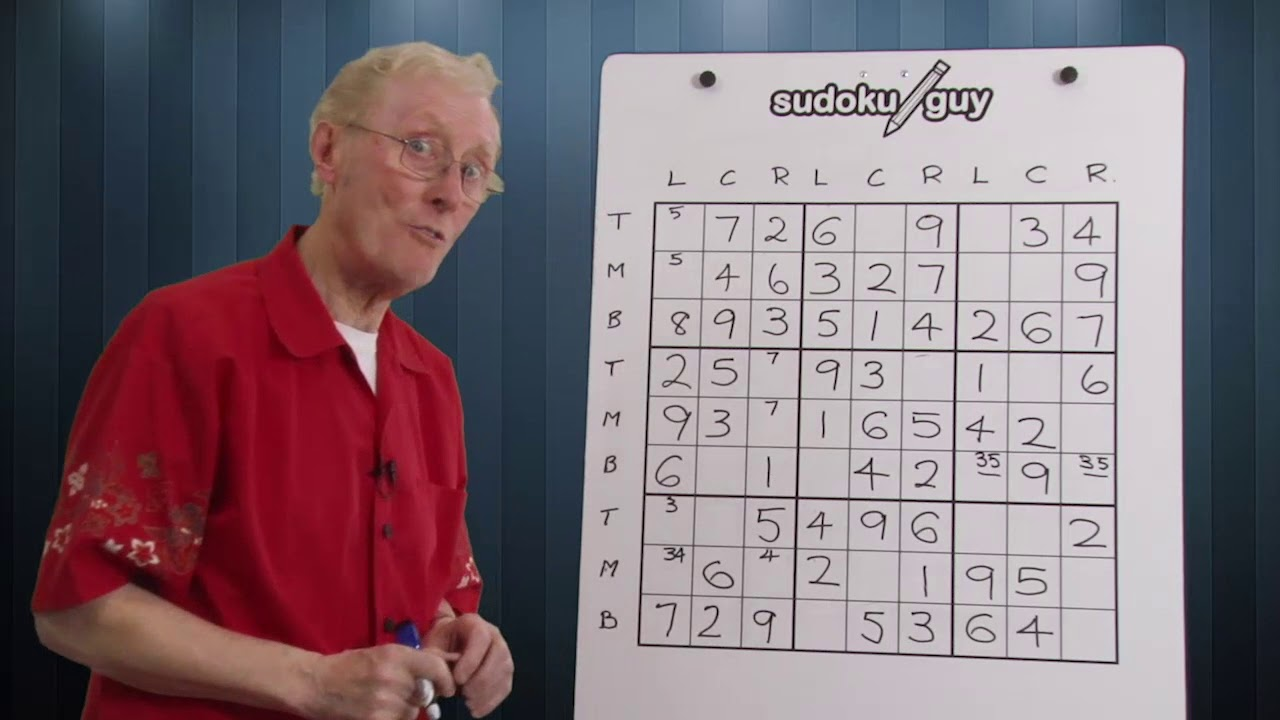 sudoku guy
L C R L C R L C R.
T 5 7 2 6 9 3 4
M 5 4 6 3 2 7 9
B 8 9 3 5 1 4 2 6 7
T 2 5 7 9 3 1 6
M 9 3 7 1 6 5 4 2
B 6 1 4 2 35 9 35
T 3 5 4 9 6 2
M 34 6 4 2 1 9 5
B 7 2 9 5 3 6 4